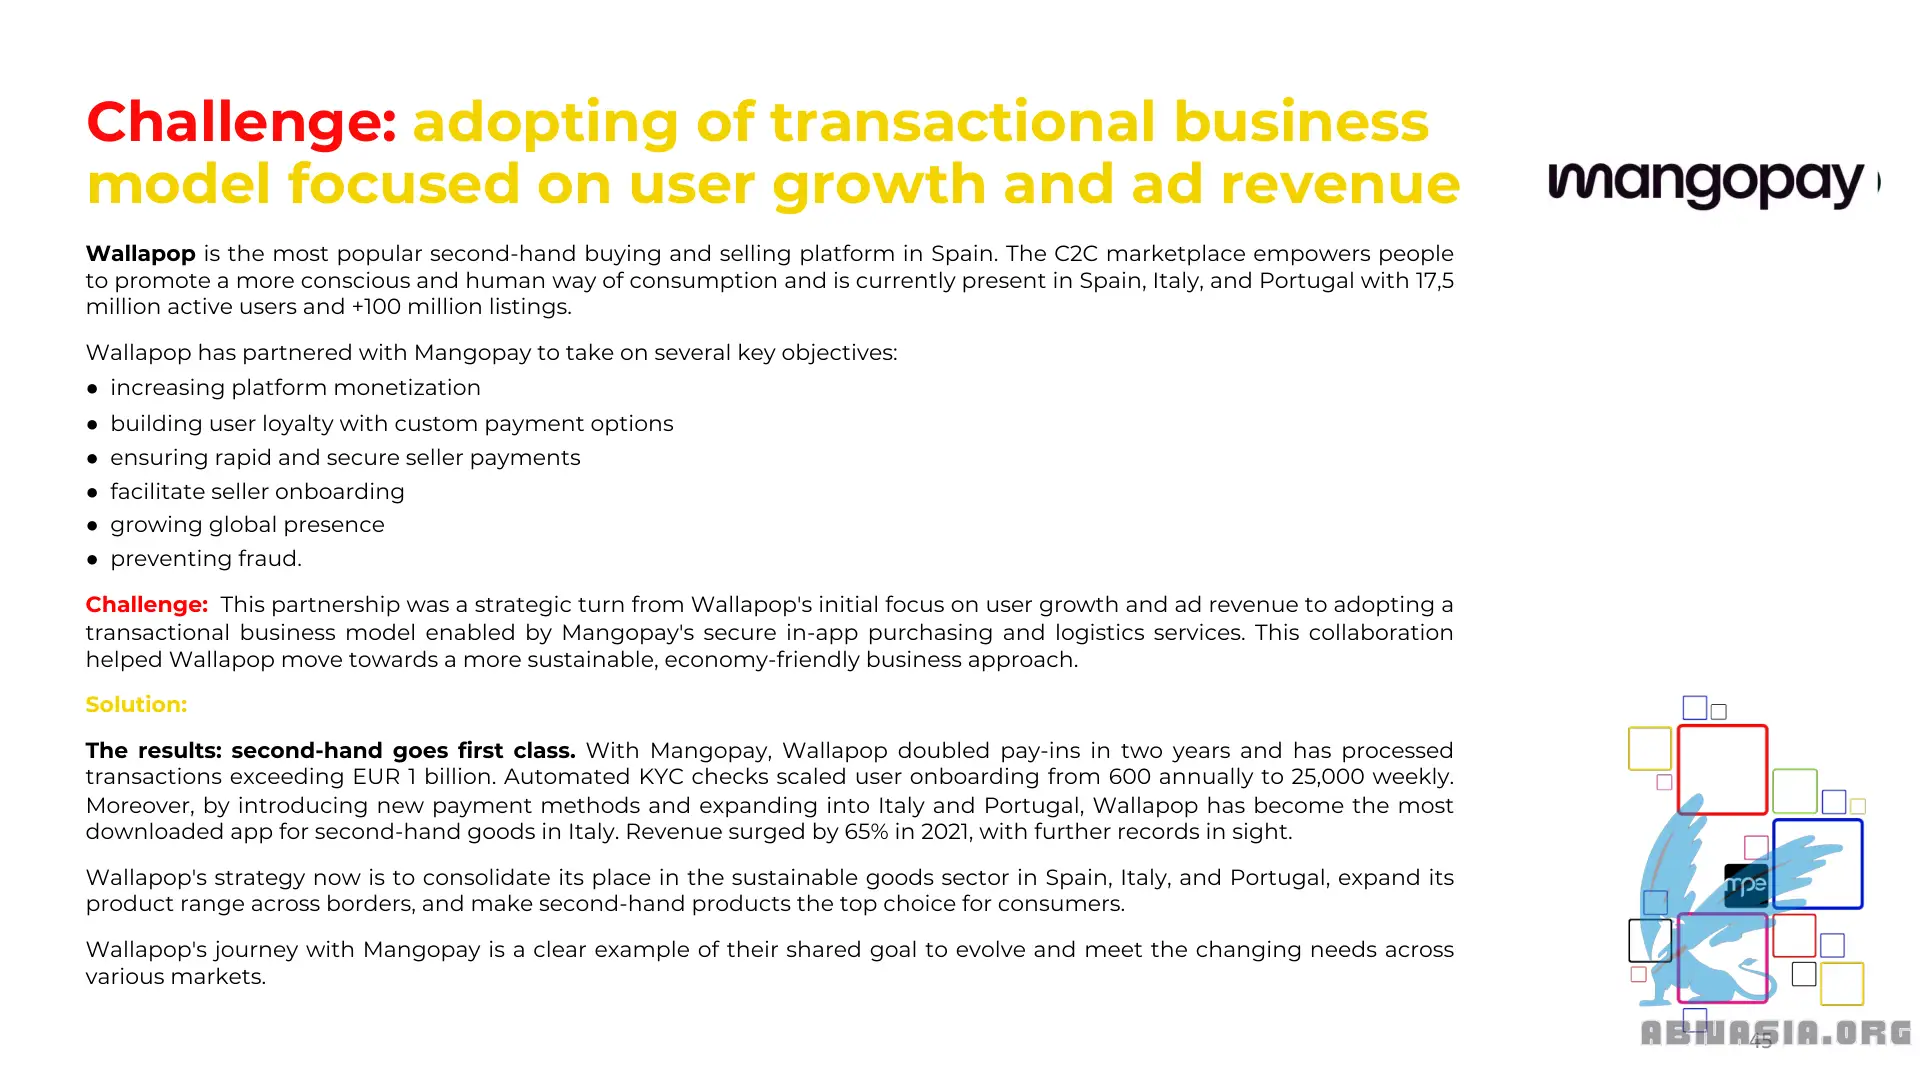 Challenge: adopting of transactional business
model focused on user growth and ad revenue
mangopay
Wallapop is the most popular second-hand buying and selling platform in Spain. The C2C marketplace empowers people
to promote a more conscious and human way of consumption and is currently present in Spain, Italy, and Portugal with 17,5
million active users and +100 million listings.
Wallapop has partnered with Mangopay to take on several key objectives:
● increasing platform monetization
● building user loyalty with custom payment options
● ensuring rapid and secure seller payments
● facilitate seller onboarding
● growing global presence
● preventing fraud.
Challenge: This partnership was a strategic turn from Wallapop's initial focus on user growth and ad revenue to adopting a
transactional business model enabled by Mangopay's secure in-app purchasing and logistics services. This collaboration
helped Wallapop move towards a more sustainable, economy-friendly business approach.
Solution:
The results: second-hand goes first class. With Mangopay, Wallapop doubled pay-ins in two years and has processed
transactions exceeding EUR 1 billion. Automated KYC checks scaled user onboarding from 600 annually to 25,000 weekly.
Moreover, by introducing new payment methods and expanding into Italy and Portugal, Wallapop has become the most
downloaded app for second-hand goods in Italy. Revenue surged by 65% in 2021, with further records in sight.
Wallapop's strategy now is to consolidate its place in the sustainable goods sector in Spain, Italy, and Portugal, expand its
product range across borders, and make second-hand products the top choice for consumers.
Wallapop's journey with Mangopay is a clear example of their shared goal to evolve and meet the changing needs across
various markets.
mpe
ABIWASIA.ORG
45